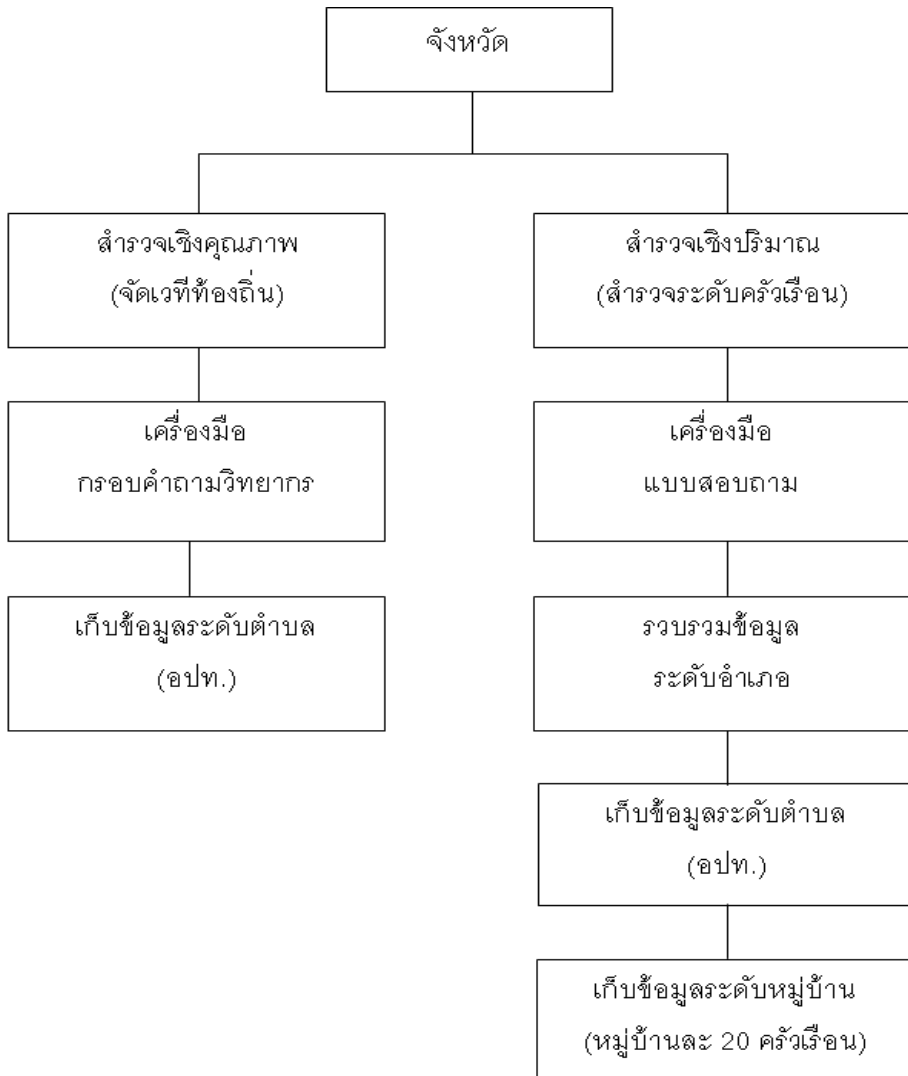 จังหวัด
สำรวจเชิงคุณภาพ
(จัดเวทีท้องถิ่น)
เครื่องมือ
กรอบคำถามวิทยากร
เก็บข้อมูลระดับตำบล
(อปท.)
สำรวจเชิงปริมาณ
(สำรวจระดับครัวเรือน)
เครื่องมือ
แบบสอบถาม
รวบรวมข้อมูล
ระดับอำเภอ
เก็บข้อมูลระดับตำบล
(อปท.)
เก็บข้อมูลระดับหมู่บ้าน
(หมู่บ้านละ 20 ครัวเรือน)